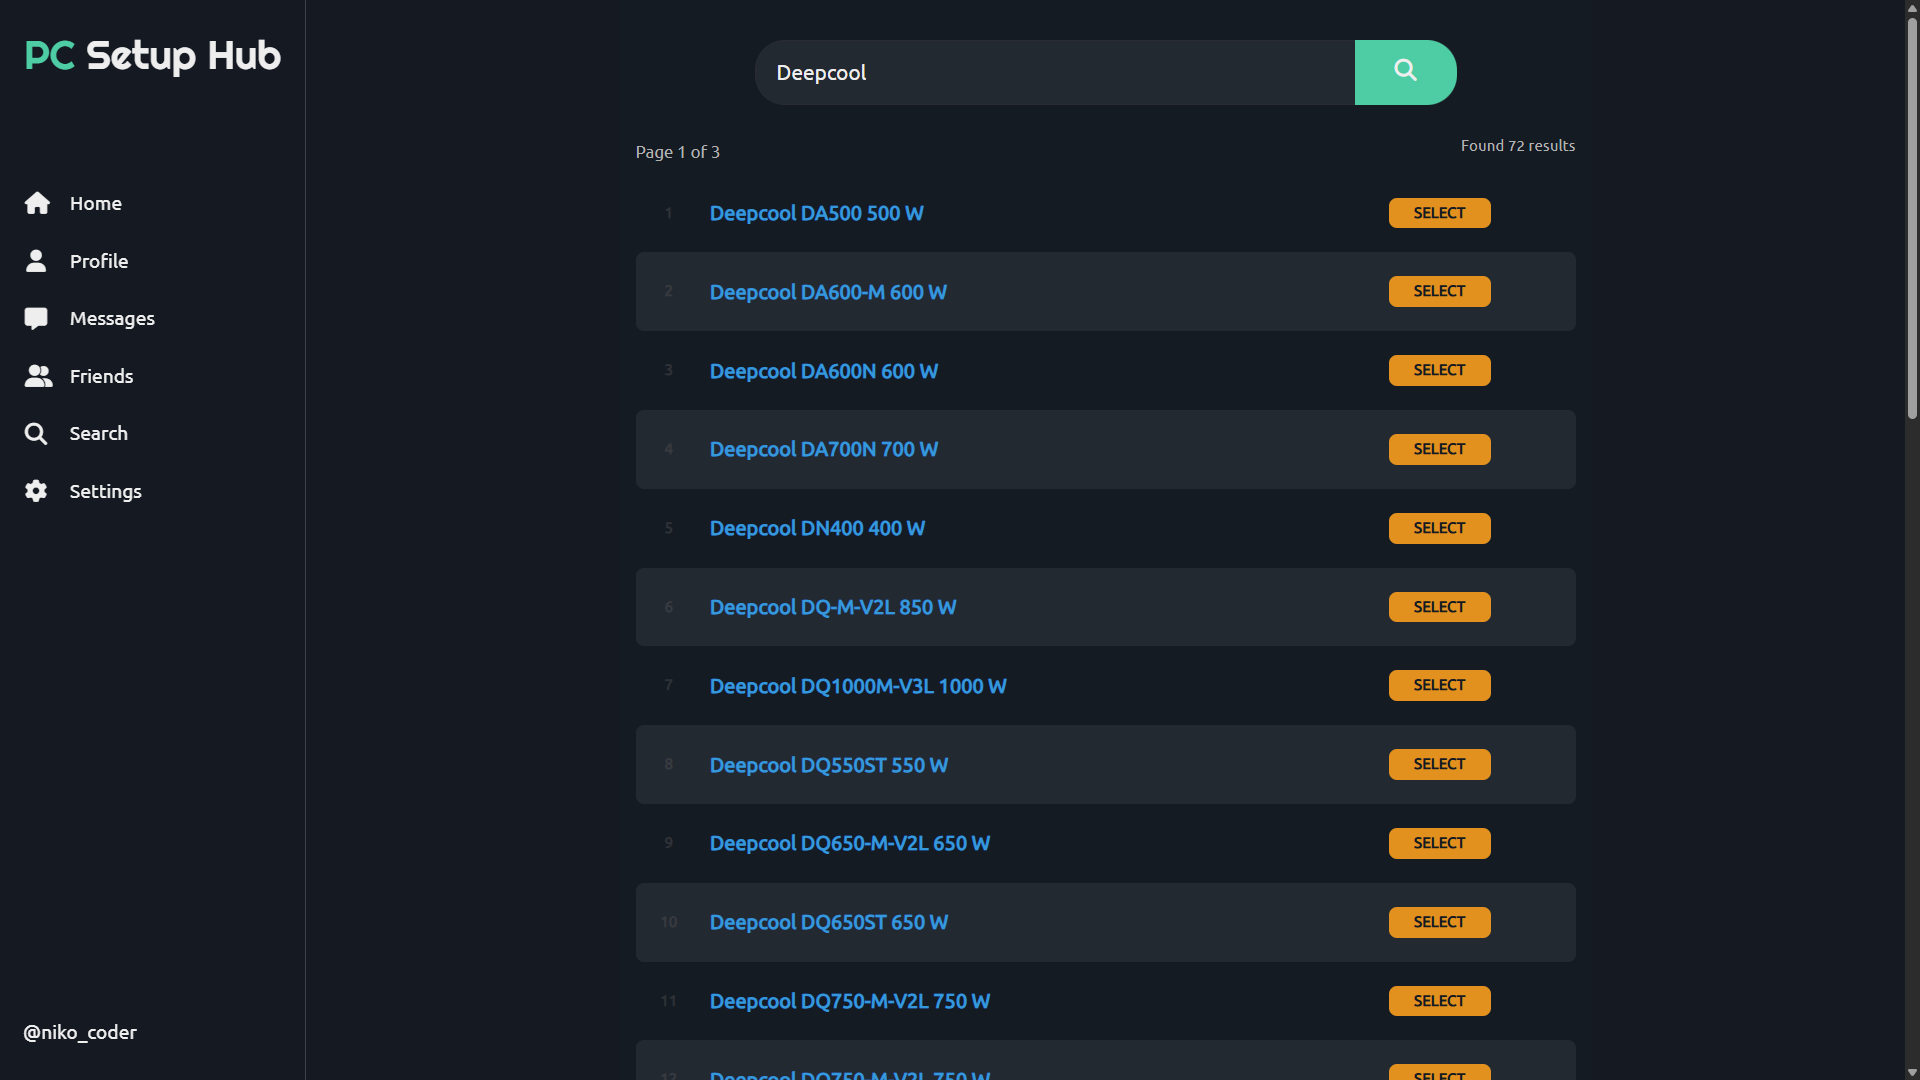 PC Setup Hub
Home
Profile
Messages
Friends
Search
Settings
@niko_coder
Deepcool
Page 1 of 3
Found 72 results
1 Deepcool DA500 500 W SELECT
2 Deepcool DA600-M 600 W SELECT
3 Deepcool DA600N 600 W SELECT
4 Deepcool DA700N 700 W SELECT
5 Deepcool DN400 400 W SELECT
6 Deepcool DQ-M-V2L 850 W SELECT
7 Deepcool DQ1000M-V3L 1000 W SELECT
8 Deepcool DQ550ST 550 W SELECT
9 Deepcool DQ650-M-V2L 650 W SELECT
10 Deepcool DQ650ST 650 W SELECT
11 Deepcool DQ750-M-V2L 750 W SELECT
12 Deepcool DQ750-M-V2L 750 W SELECT